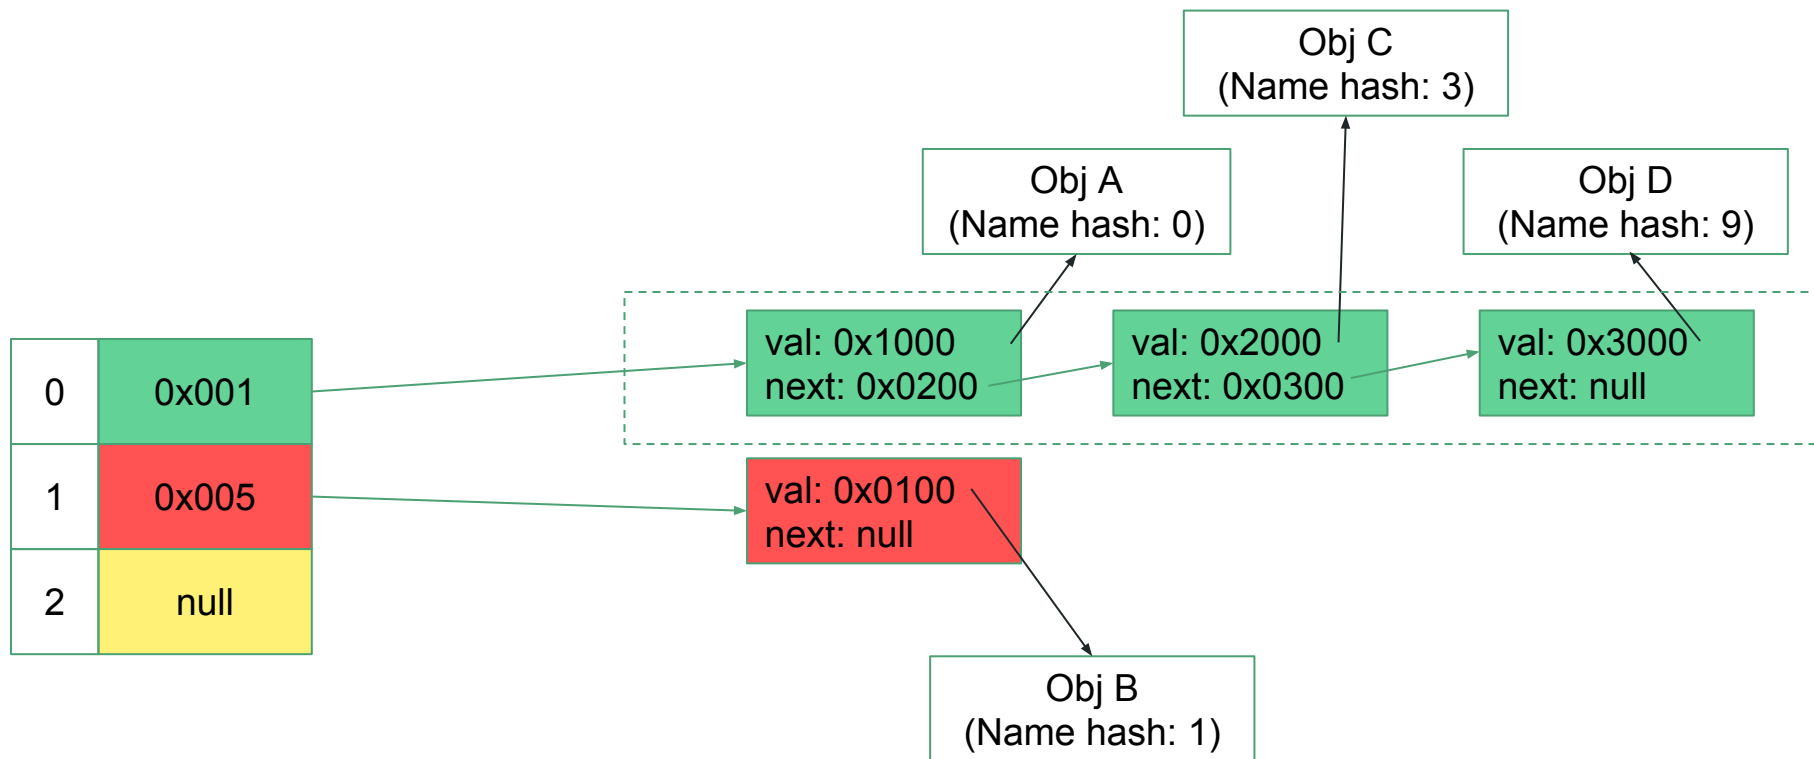 Obj C
(Name hash: 3)
Obj A
(Name hash: 0)
Obj D
(Name hash: 9)
0
0x001
val: 0x1000
next: 0x0200
val: 0x2000
next: 0x0300
val: 0x3000
next: null
1
0x005
val: 0x0100
next: null
2
null
Obj B
(Name hash: 1)